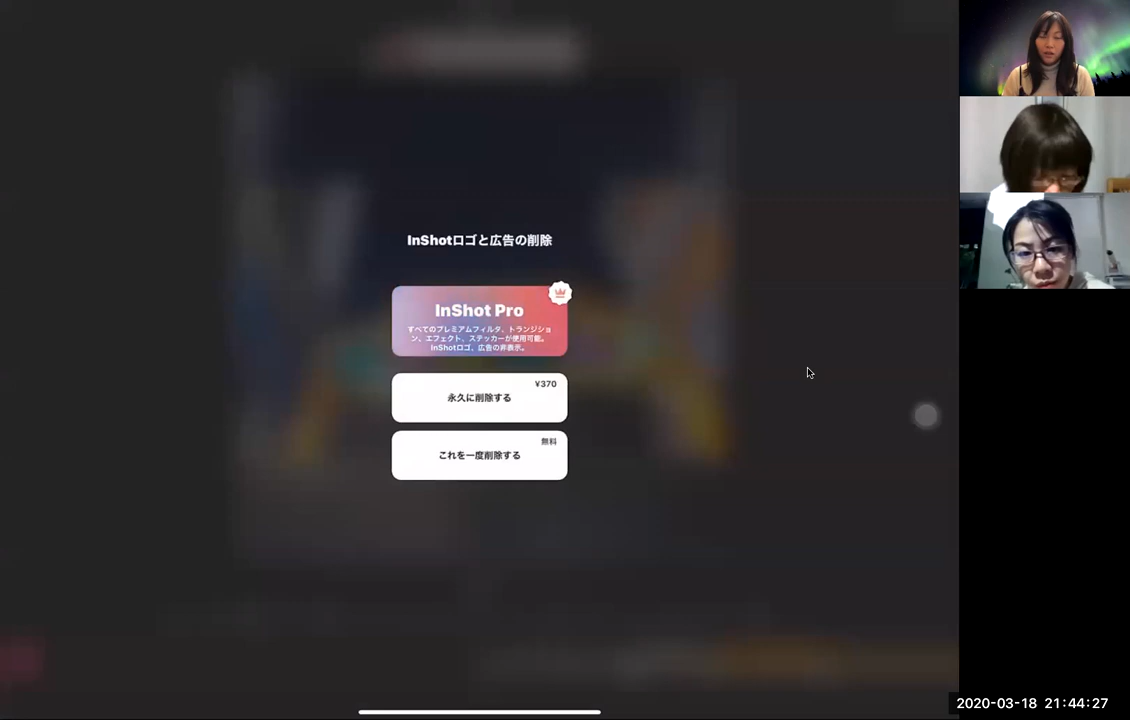 InShotロゴと広告の削除
InShot Pro
すべてのプレミアムフィルタ、トランジショ
ン、エフェクト、ステッカーが使用可能。
InShotロゴ、広告の非表示。
¥370
永久に削除する
無料
これを一度削除する
2020-03-18 21:44:27